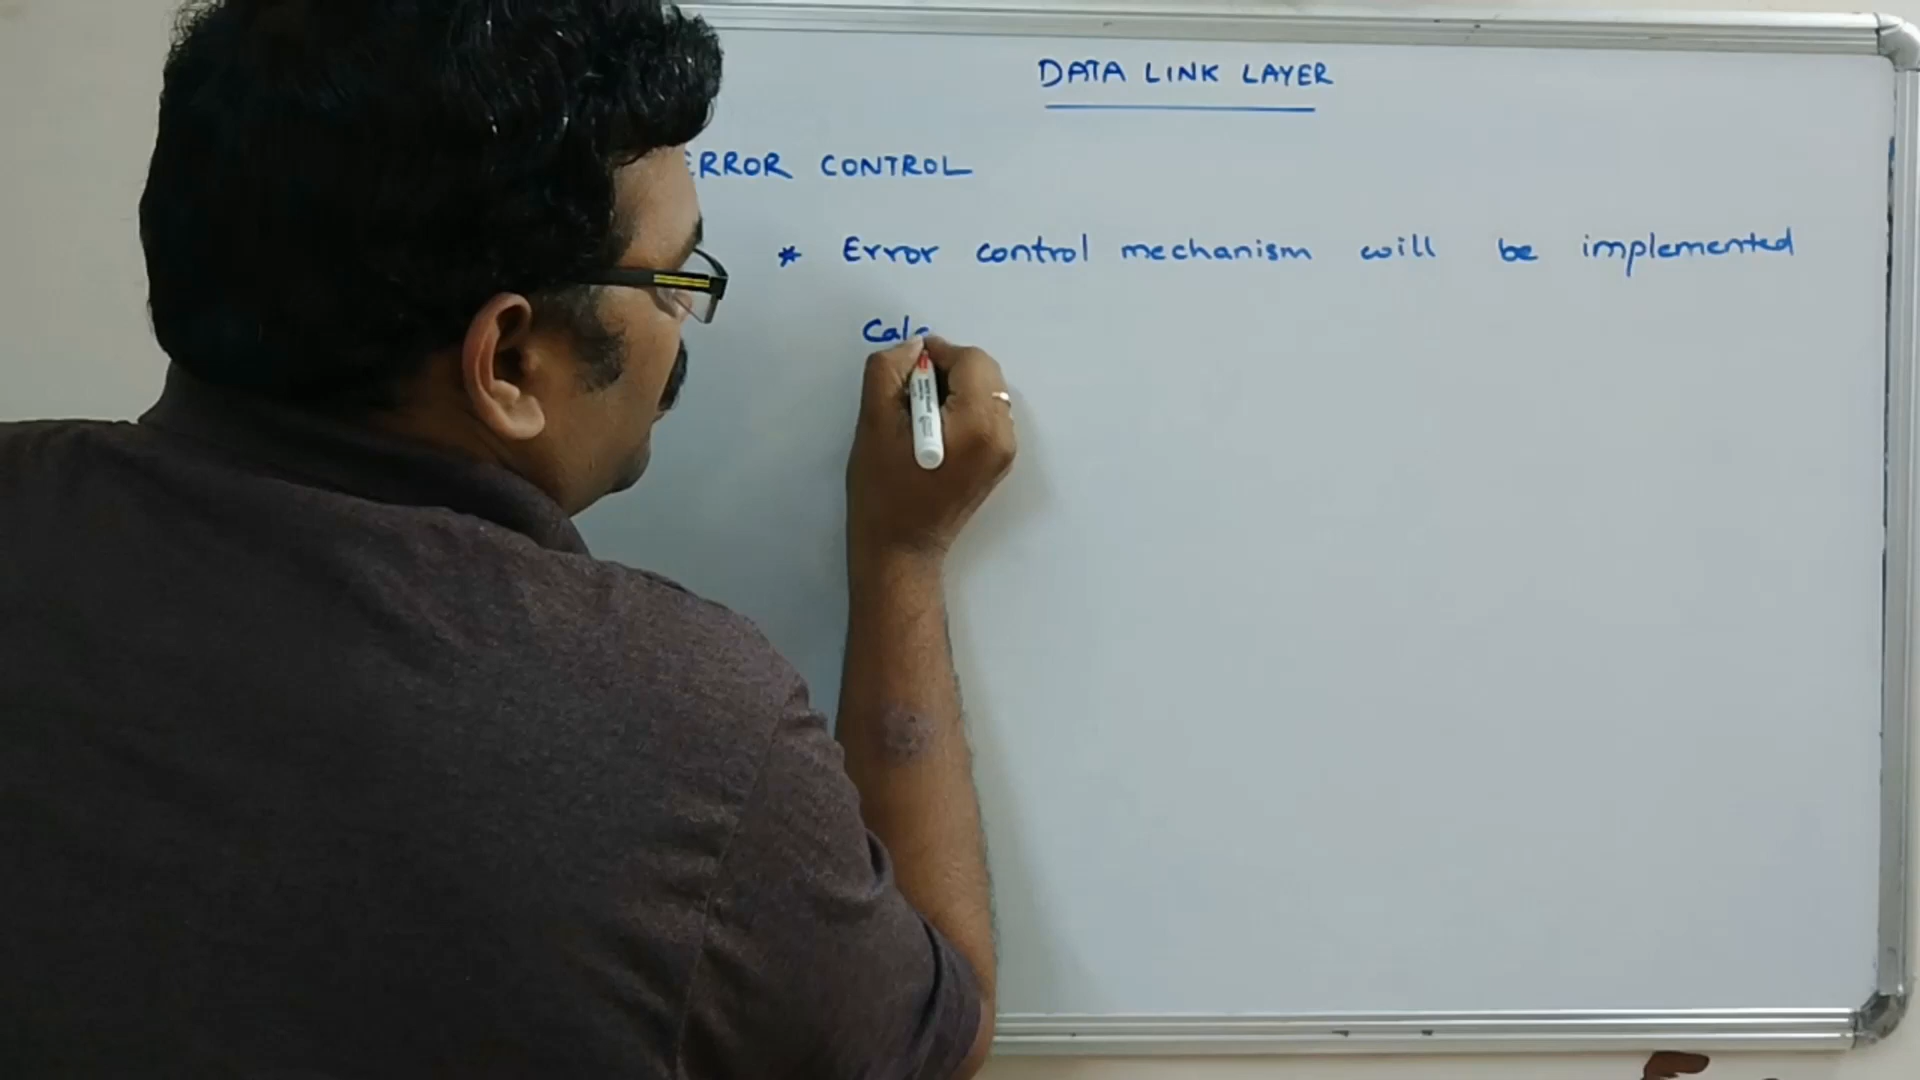 DATA LINK LAYER
ERROR CONTROL
* Error control mechanism will be implemented